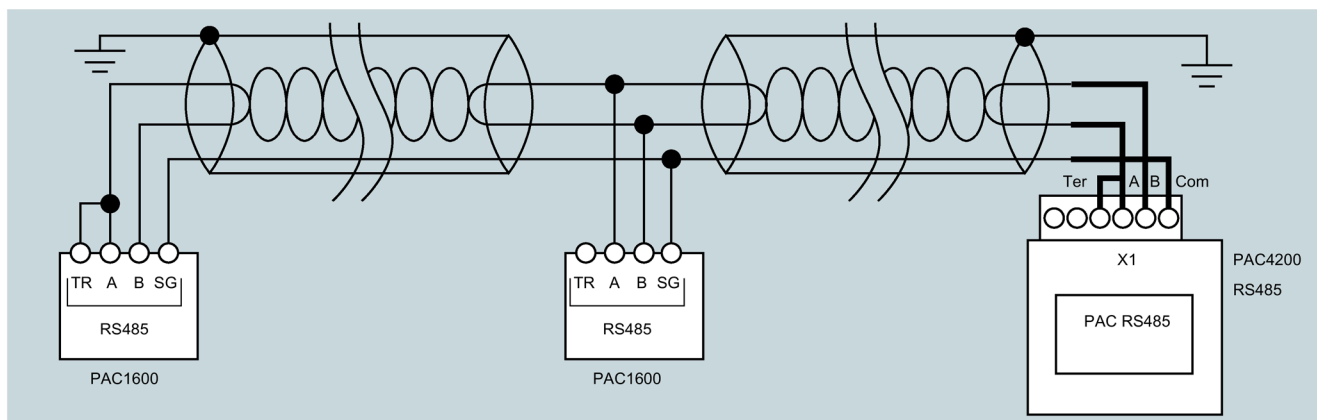 Ter A B Com
TR A B SG
RS485
PAC1600
TR A B SG
RS485
PAC1600
X1
PAC RS485
PAC4200
RS485